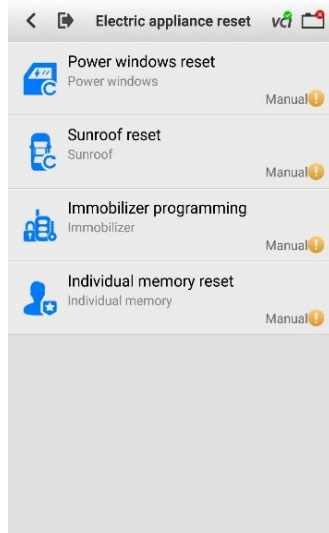 Electric appliance reset vci
Power windows reset
Power windows
Manual
Sunroof reset
Sunroof
Manual
Immobilizer programming
Immobilizer
Manual
Individual memory reset
Individual memory
Manual